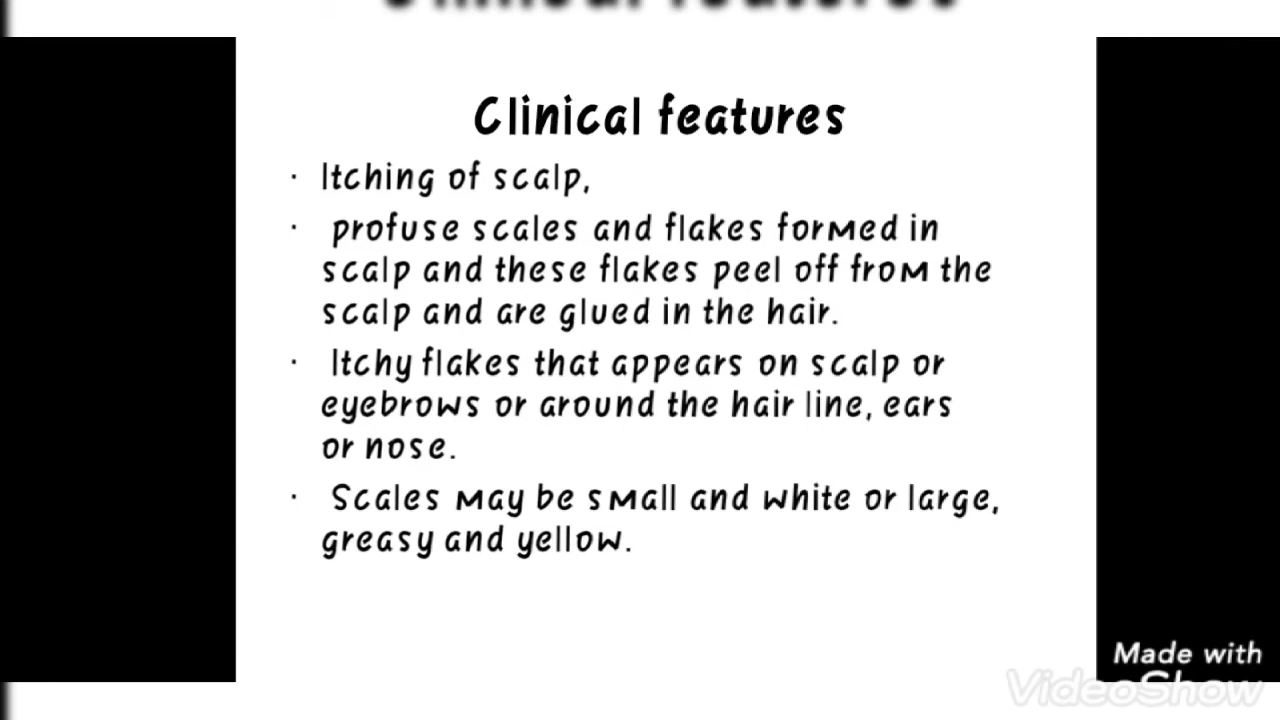 Clinical features
Clinical features
· Itching of scalp,
· profuse scales and flakes formed in
scalp and these flakes peel off from the
scalp and are glued in the hair.
· Itchy flakes that appears on scalp or
eyebrows or around the hair line, ears
or nose.
· Scales may be small and white or large,
greasy and yellow.
Made with
VideoShow